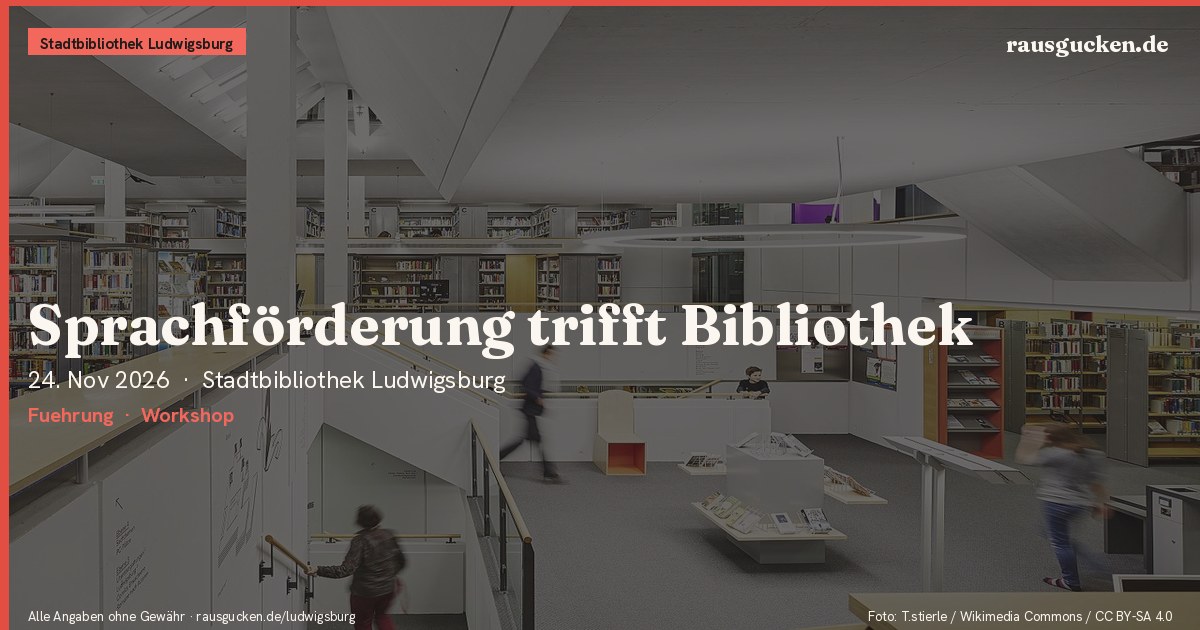 Stadtbibliothek Ludwigsburg
rausgucken.de
Sprachförderung trifft Bibliothek
24. Nov 2026 · Stadtbibliothek Ludwigsburg
Fuehrung · Workshop
Alle Angaben ohne Gewähr · rausgucken.de/ludwigsburg
Foto: T.stierle / Wikimedia Commons / CC BY-SA 4.0